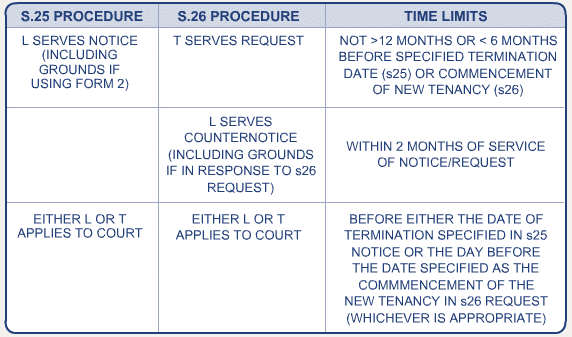 S.25 PROCEDURE
S.26 PROCEDURE
TIME LIMITS
L SERVES NOTICE
(INCLUDING
GROUNDS IF
USING FORM 2)
T SERVES REQUEST
NOT >12 MONTHS OR < 6 MONTHS
BEFORE SPECIFIED TERMINATION
DATE (s25) OR COMMENCEMENT
OF NEW TENANCY (s26)
L SERVES
COUNTERNOTICE
(INCLUDING GROUNDS
IF IN RESPONSE TO s26
REQUEST)
WITHIN 2 MONTHS OF SERVICE
OF NOTICE/REQUEST
EITHER L OR T
APPLIES TO COURT
EITHER L OR T
APPLIES TO COURT
BEFORE EITHER THE DATE OF
TERMINATION SPECIFIED IN s25
NOTICE OR THE DAY BEFORE
THE DATE SPECIFIED AS THE
COMMMENCEMENT OF THE
NEW TENANCY IN s26 REQUEST
(WHICHEVER IS APPROPRIATE)